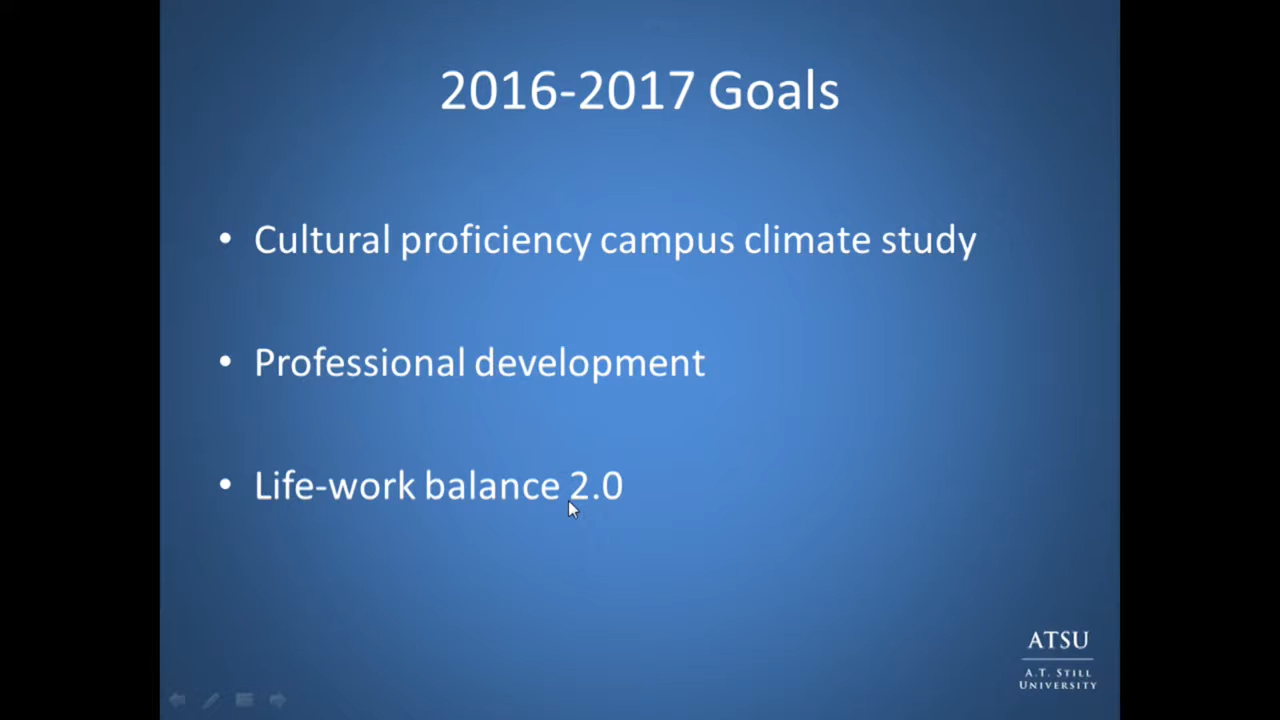 2016-2017 Goals
• Cultural proficiency campus climate study
• Professional development
• Life-work balance 2.0
ATSU
A.T. STILL
UNIVERSITY